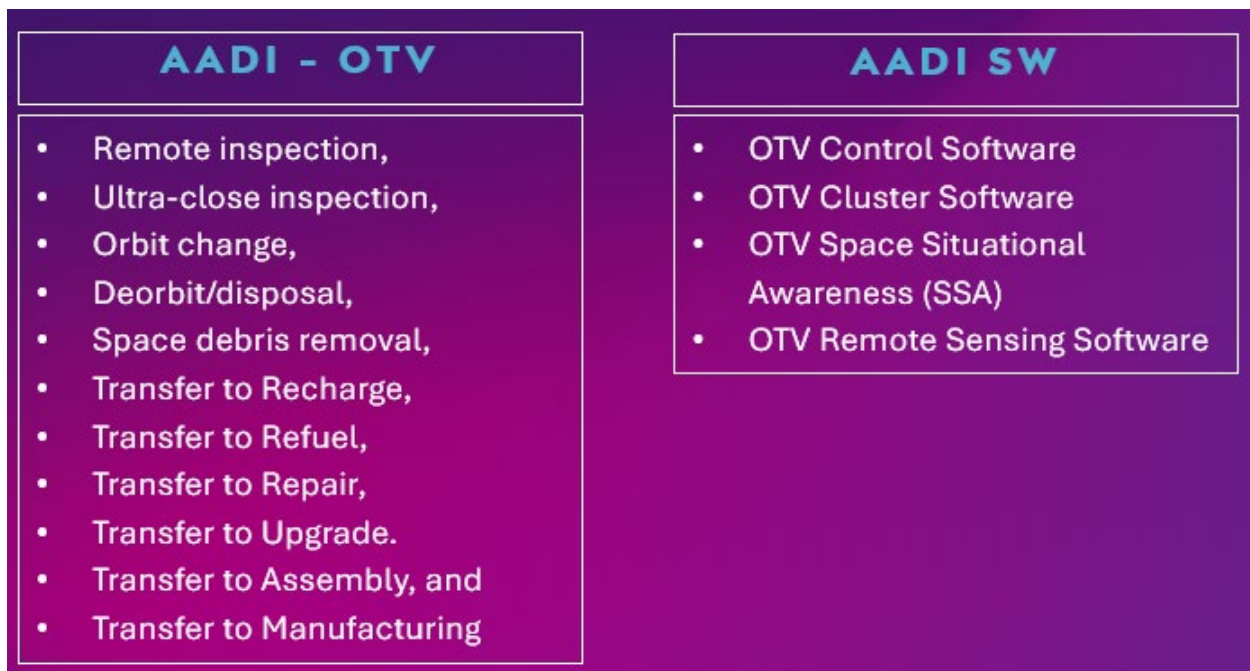 AADI - OTV
• Remote inspection,
• Ultra-close inspection,
• Orbit change,
• Deorbit/disposal,
• Space debris removal,
• Transfer to Recharge,
• Transfer to Refuel,
• Transfer to Repair,
• Transfer to Upgrade.
• Transfer to Assembly, and
• Transfer to Manufacturing
AADI SW
• OTV Control Software
• OTV Cluster Software
• OTV Space Situational
Awareness (SSA)
• OTV Remote Sensing Software